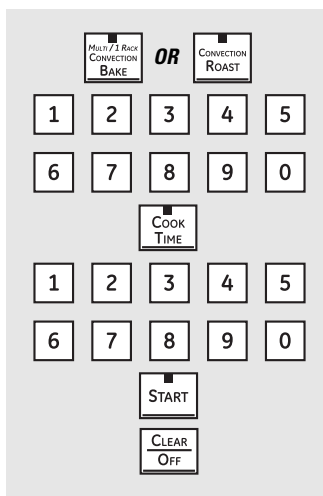 MULTI / 1 RACK
CONVECTION
BAKE
OR
CONVECTION
ROAST
1 2 3 4 5
6 7 8 9 0
COOK
TIME
1 2 3 4 5
6 7 8 9 0
START
CLEAR
OFF